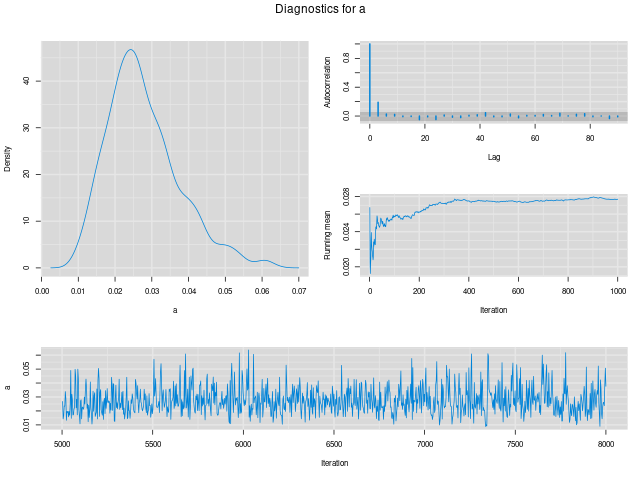 Diagnostics for a
Density
0 10 20 30 40
0.00 0.01 0.02 0.03 0.04 0.05 0.06 0.07
a
Autocorrelation
0.0 0.4 0.8
0 20 40 60 80
Lag
Running mean
0.020 0.024 0.028
0 200 400 600 800 1000
Iteration
a
0.01 0.03 0.05
5000 5500 6000 6500 7000 7500 8000
Iteration